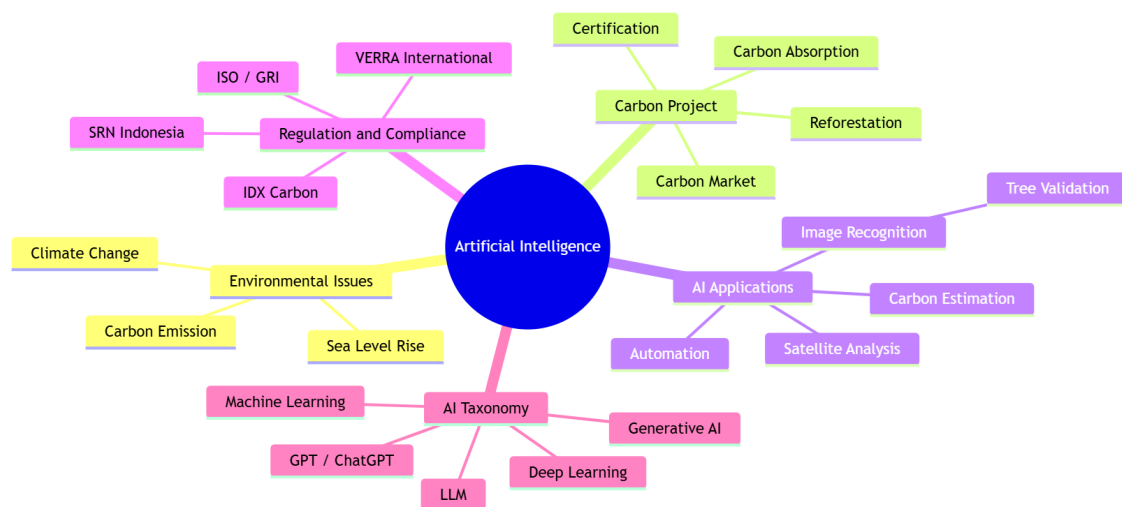 Certification
VERRA International
Carbon Absorption
ISO / GRI
Carbon Project
Reforestation
SRN Indonesia
Regulation and Compliance
Carbon Market
IDX Carbon
Tree Validation
Image Recognition
Artificial Intelligence
Climate Change
Environmental Issues
AI Applications
Carbon Estimation
Carbon Emission
Sea Level Rise
Automation
Satellite Analysis
Machine Learning
AI Taxonomy
Generative AI
GPT / ChatGPT
Deep Learning
LLM